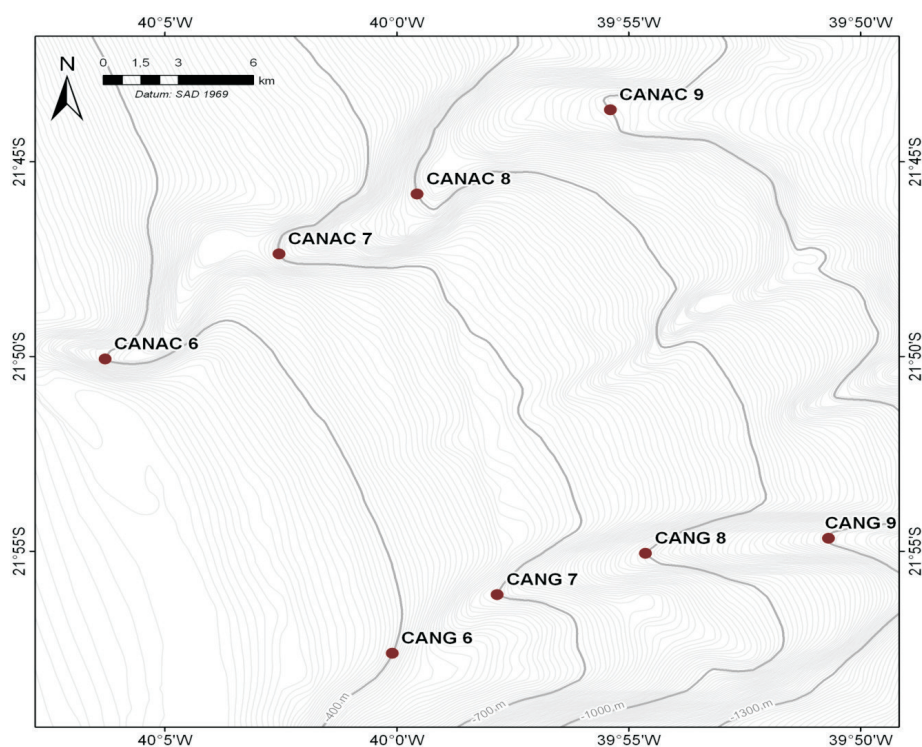 40°5'W 40°0'W 39°55'W 39°50'W
0 1.5 3 6
km
Datum: SAD 1969
N
CANAC 9
21°45'S 21°45'S
CANAC 8
CANAC 7
CANAC 6
21°50'S 21°50'S
CANG 9
CANG 8
21°55'S 21°55'S
CANG 7
CANG 6
-400.m -700.m -1000.m -1300.m
40°5'W 40°0'W 39°55'W 39°50'W